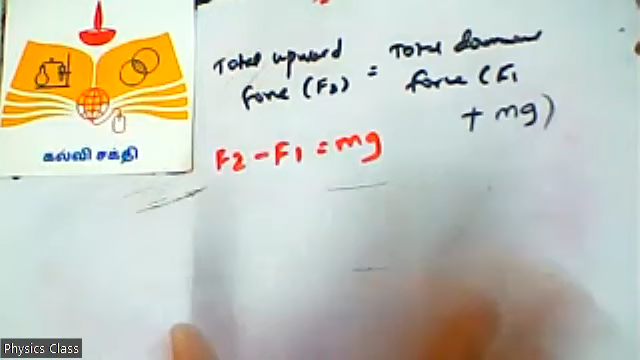 Total upward
force (F2) =
Total downward
force (F1
+ mg)
F2 - F1 = mg
கல்வி சக்தி
Physics Class